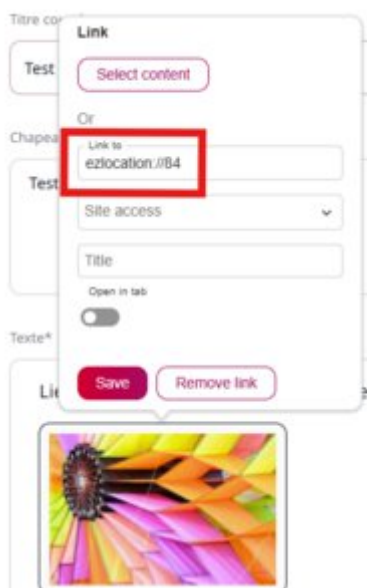 Titre co
Link
Test
Select content
Or
Chapea
Link to
ezlocation://84
Test
Site access
Title
Open in tab
Texte*
Save
Remove link
Lie